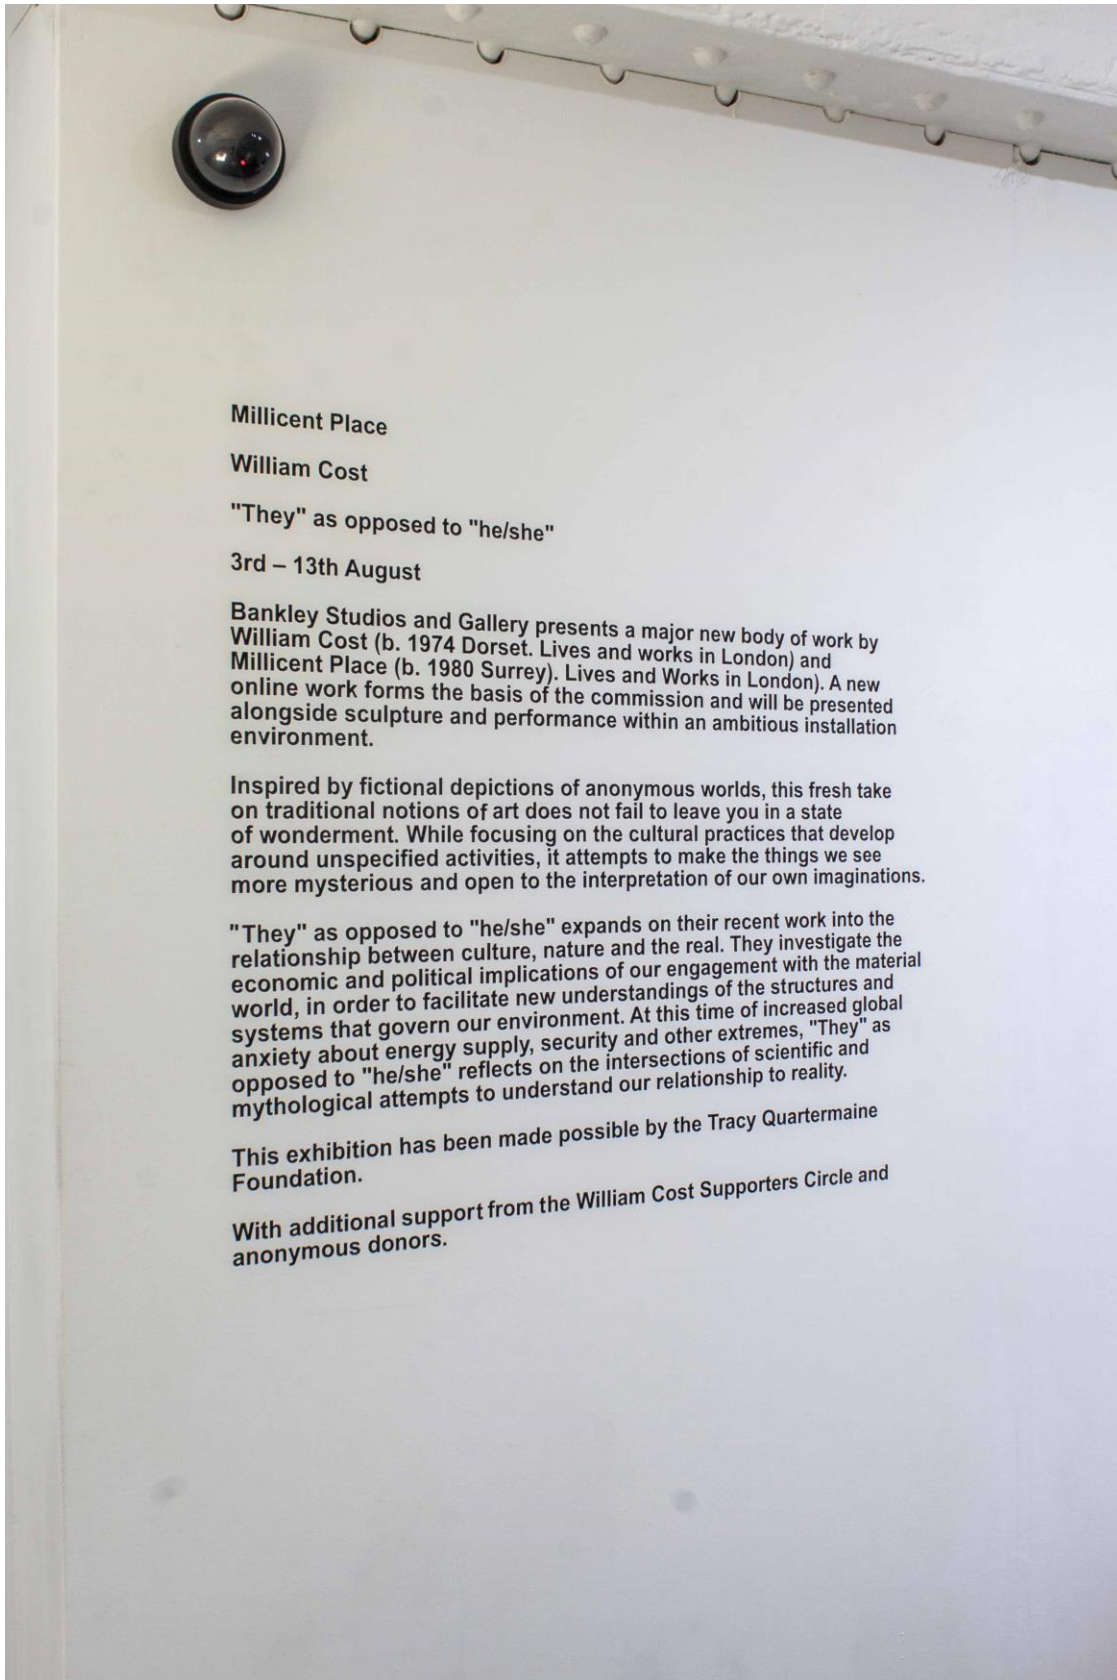 Millicent Place
William Cost
"They" as opposed to "he/she"
3rd – 13th August
Bankley Studios and Gallery presents a major new body of work by
William Cost (b. 1974 Dorset. Lives and works in London) and
Millicent Place (b. 1980 Surrey). Lives and Works in London). A new
online work forms the basis of the commission and will be presented
alongside sculpture and performance within an ambitious installation
environment.
Inspired by fictional depictions of anonymous worlds, this fresh take
on traditional notions of art does not fail to leave you in a state
of wonderment. While focusing on the cultural practices that develop
around unspecified activities, it attempts to make the things we see
more mysterious and open to the interpretation of our own imaginations.
"They" as opposed to "he/she" expands on their recent work into the
relationship between culture, nature and the real. They investigate the
economic and political implications of our engagement with the material
world, in order to facilitate new understandings of the structures and
systems that govern our environment. At this time of increased global
anxiety about energy supply, security and other extremes, "They" as
opposed to "he/she" reflects on the intersections of scientific and
mythological attempts to understand our relationship to reality.
This exhibition has been made possible by the Tracy Quartermaine
Foundation.
With additional support from the William Cost Supporters Circle and
anonymous donors.